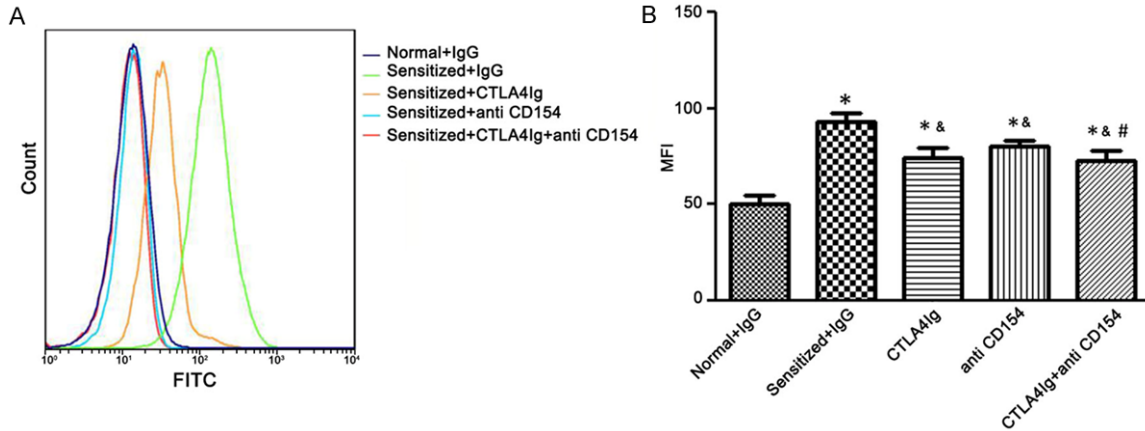 A
Count
Normal+IgG
Sensitized+IgG
Sensitized+CTLA4Ig
Sensitized+anti CD154
Sensitized+CTLA4Ig+anti CD154
10⁰ 10¹ 10² 10³ 10⁴
FITC
B
MFI
150
100
50
0
*
* &
*&
*& #
Normal+IgG
Sensitized+IgG
CTLA4Ig
anti CD154
CTLA4Ig+anti CD154